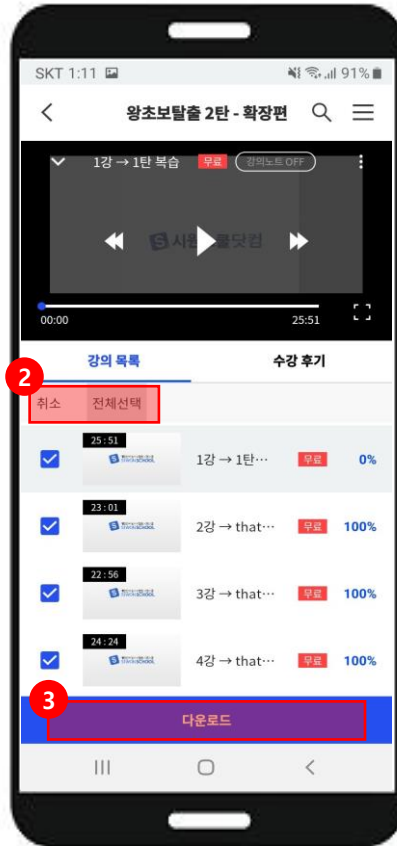 SKT 1:11 91%
왕초보탈출 2탄 - 확장편
1강 → 1탄 복습 무료 강의노트 OFF
00:00 25:51
강의 목록 수강 후기
2
취소 전체선택
25:51
1강 → 1탄… 무료 0%
23:01
2강 → that… 무료 100%
22:56
3강 → that… 무료 100%
24:24
4강 → that… 무료 100%
3
다운로드